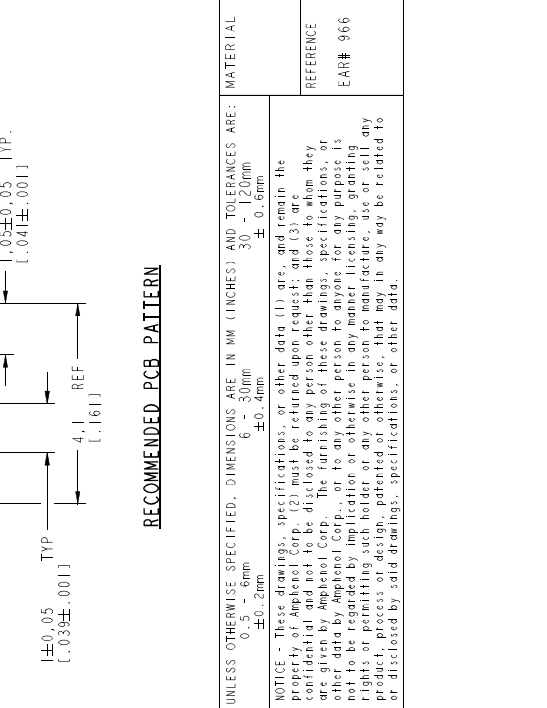 1,05±0,05 TYP.
[.041±.001]
4,1 REF
[.161]
1±0,05 TYP
[.039±.001]
RECOMMENDED PCB PATTERN
UNLESS OTHERWISE SPECIFIED, DIMENSIONS ARE IN MM (INCHES) AND TOLERANCES ARE:
0.5 - 6mm 6 - 30mm 30 - 120mm
±0.2mm ±0.4mm ± 0.6mm
NOTICE - These drawings, specifications, or other data (1) are, and remain the
property of Amphenol Corp. (2) must be returned upon request; and (3) are
confidential and not to be disclosed to any person other than those to whom they
are given by Amphenol Corp. The furnishing of these drawings, specifications, or
other data by Amphenol Corp., or to any other person to anyone for any purpose is
not to be regarded by implication or otherwise in any manner licensing, granting
rights or permitting such holder or any other person to manufacture, use or sell any
product, process or design, patented or otherwise, that may in any way be related to
or disclosed by said drawings, specifications, or other data.
MATERIAL
REFERENCE
EAR# 966